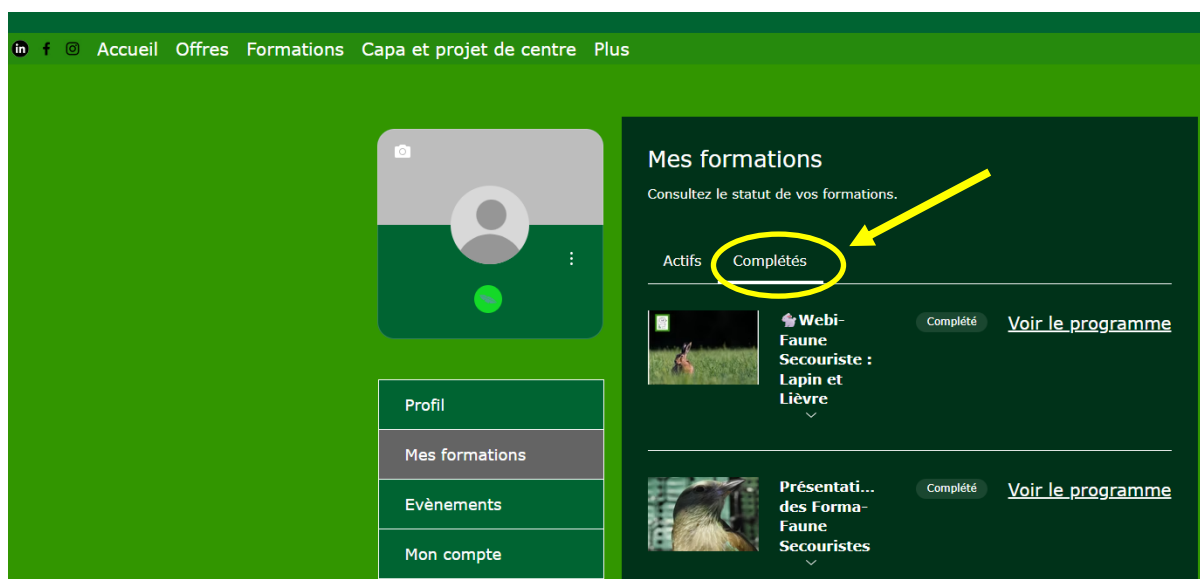 in f Accueil Offres Formations Capa et projet de centre Plus
Mes formations
Consultez le statut de vos formations.
Actifs Complétés
Webi-
Faune
Secouriste :
Lapin et
Lièvre
Complété
Voir le programme
Présentati...
des Forma-
Faune
Secouristes
Complété
Voir le programme
Profil
Mes formations
Evènements
Mon compte